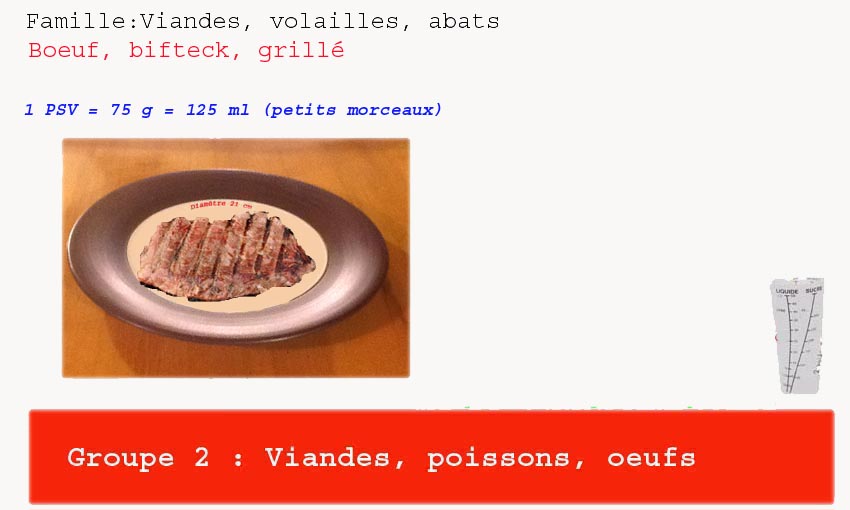 Famille:Viandes, volailles, abats
Boeuf, bifteck, grillé
1 PSV = 75 g = 125 ml (petits morceaux)
Diamètre 21 cm
LIQUIDE SUCRE
Groupe 2 : Viandes, poissons, oeufs